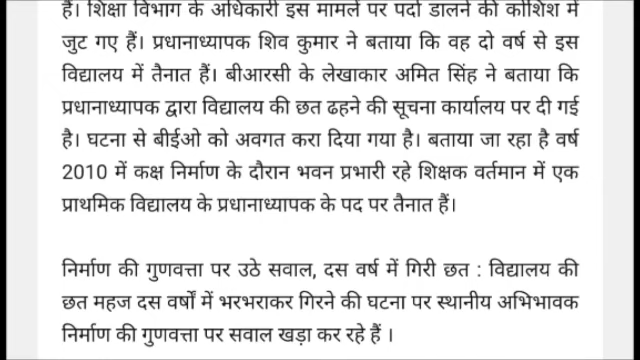 हैं। शिक्षा विभाग के अधिकारी इस मामले पर पर्दा डालने की कोशिश में
जुट गए हैं। प्रधानाध्यापक शिव कुमार ने बताया कि वह दो वर्ष से इस
विद्यालय में तैनात हैं। बीआरसी के लेखाकार अमित सिंह ने बताया कि
प्रधानाध्यापक द्वारा विद्यालय की छत ढहने की सूचना कार्यालय पर दी गई
है। घटना से बीईओ को अवगत करा दिया गया है। बताया जा रहा है वर्ष
2010 में कक्ष निर्माण के दौरान भवन प्रभारी रहे शिक्षक वर्तमान में एक
प्राथमिक विद्यालय के प्रधानाध्यापक के पद पर तैनात हैं।
निर्माण की गुणवत्ता पर उठे सवाल, दस वर्ष में गिरी छत : विद्यालय की
छत महज दस वर्षों में भरभराकर गिरने की घटना पर स्थानीय अभिभावक
निर्माण की गुणवत्ता पर सवाल खड़ा कर रहे हैं ।